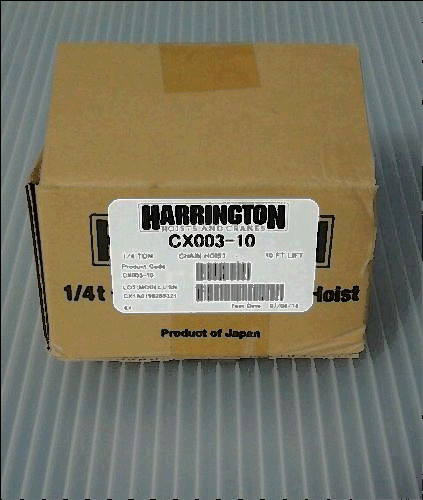 HARRINGTON
HOISTS AND CRANES
CX003-10
1/4 TON CHAIN HOIST 10 FT LIFT
Product Code
CX003-10
1/4 t Hoist
Product of Japan